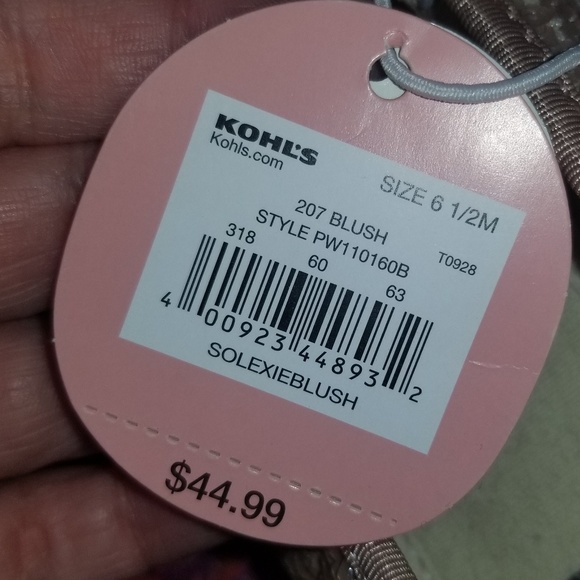 KOHL'S
Kohls.com
SIZE 6 1/2M
207 BLUSH
STYLE PW110160B
T0928
318 60 63
4 00923 44893 2
SOLEXIEBLUSH
$44.99